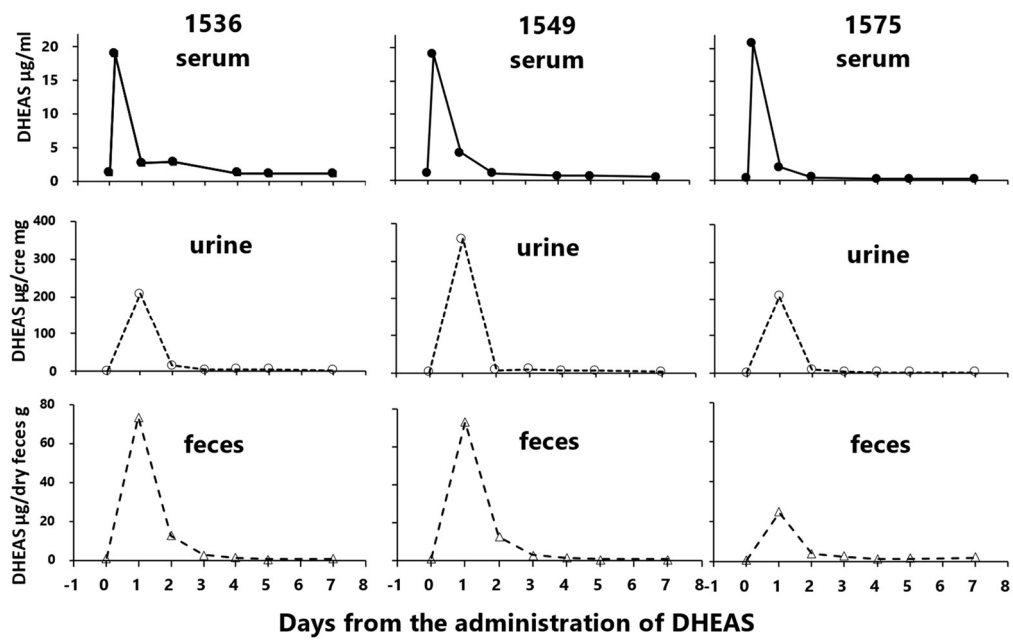 1536 1549 1575
serum serum serum
DHEAS µg/ml
20
15
10
5
0
urine urine urine
DHEAS µg/cre mg
400
300
200
100
0
feces feces feces
DHEAS µg/dry feces g
80
60
40
20
0
-1 0 1 2 3 4 5 6 7 8 0 1 2 3 4 5 6 7 8 -1 0 1 2 3 4 5 6 7 8
Days from the administration of DHEAS